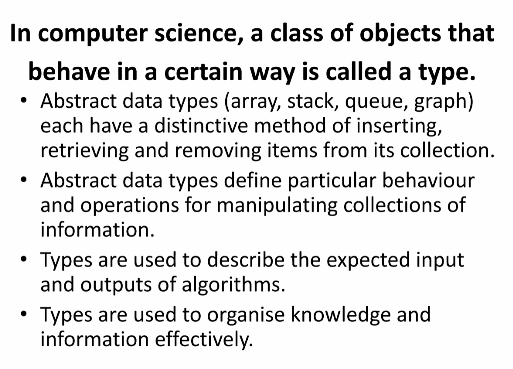 In computer science, a class of objects that
behave in a certain way is called a type.
• Abstract data types (array, stack, queue, graph)
each have a distinctive method of inserting,
retrieving and removing items from its collection.
• Abstract data types define particular behaviour
and operations for manipulating collections of
information.
• Types are used to describe the expected input
and outputs of algorithms.
• Types are used to organise knowledge and
information effectively.